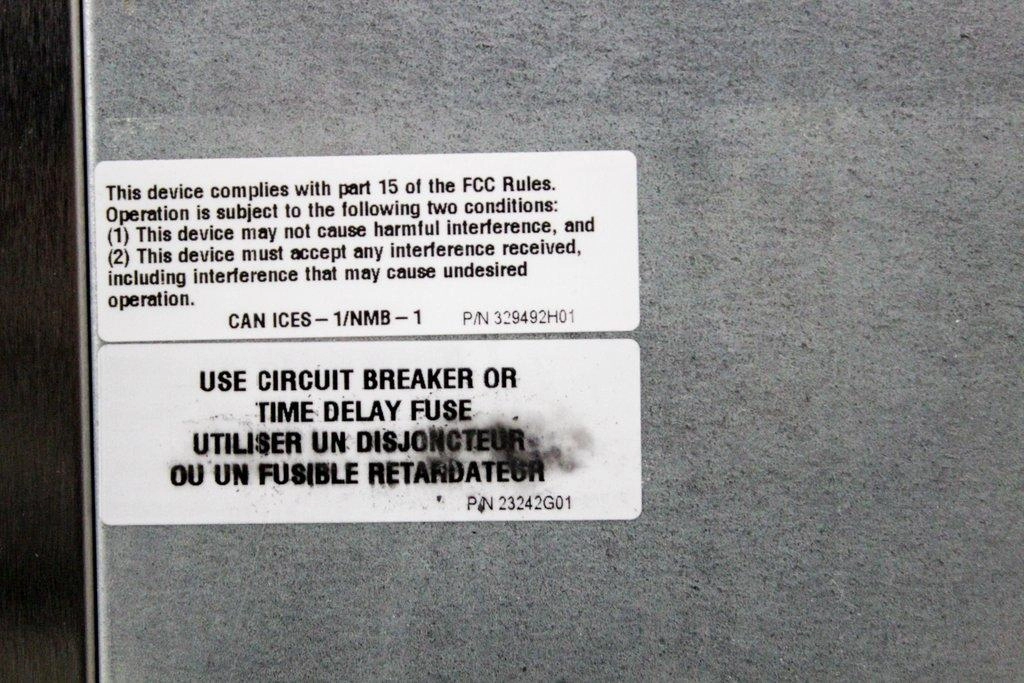 This device complies with part 15 of the FCC Rules.
Operation is subject to the following two conditions:
(1) This device may not cause harmful interference, and
(2) This device must accept any interference received,
including interference that may cause undesired
operation.
CAN ICES – 1/NMB – 1 P/N 329492H01
USE CIRCUIT BREAKER OR
TIME DELAY FUSE
UTILISER UN DISJONCTEUR
OU UN FUSIBLE RETARDATEUR
P/N 23242G01